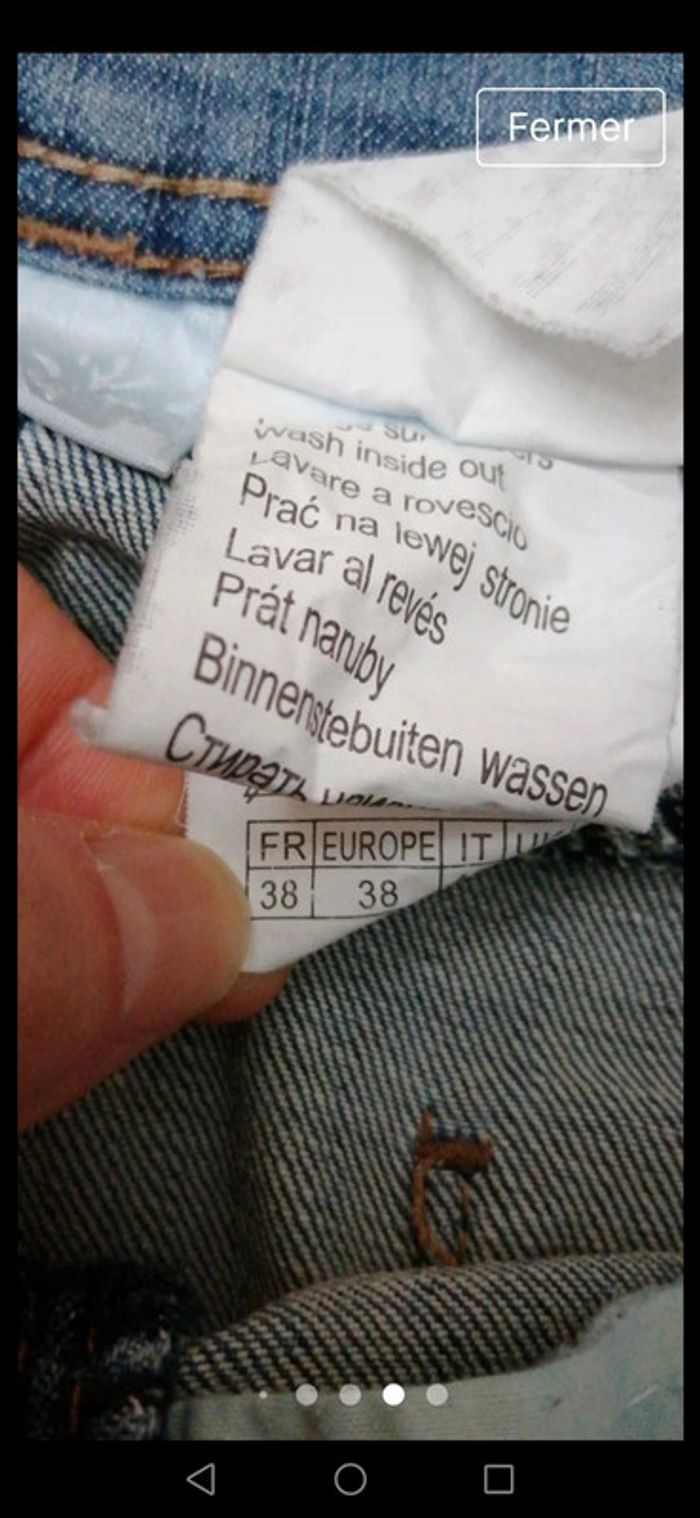 Fermer
Wash inside out
Lavare a rovescio
Prać na lewej stronie
Lavar al revés
Prát naruby
Binnenstebuiten wassen
Стирать
FR EUROPE IT
38 38